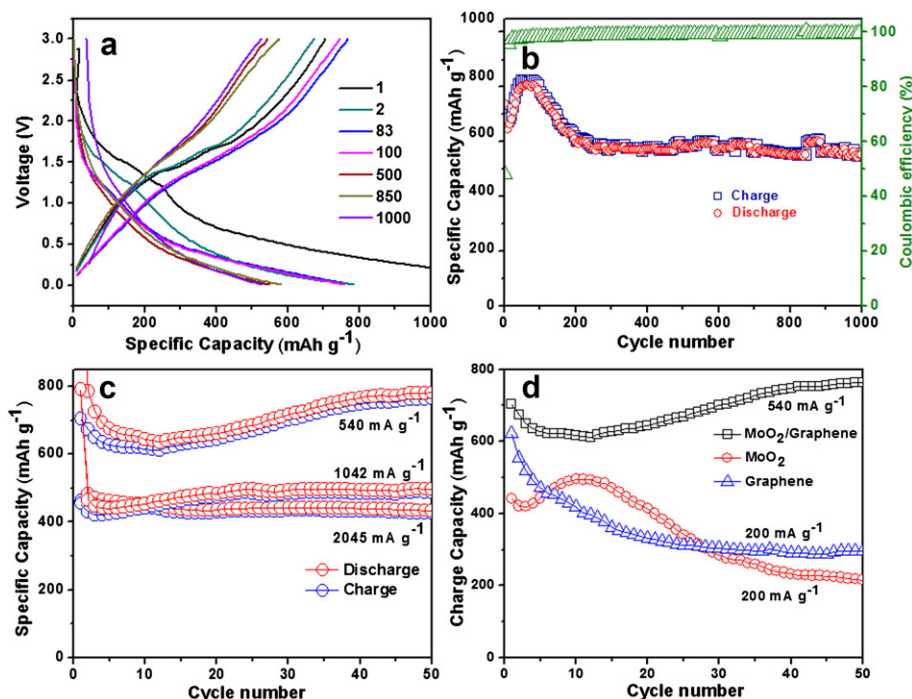 a
3.0
2.5
2.0
1.5
1.0
0.5
0.0
Voltage (V)
1
2
83
100
500
850
1000
0 200 400 600 800 1000
Specific Capacity (mAh g⁻¹)
b
1000
800
600
400
200
0
Specific Capacity (mAh g⁻¹)
100
80
60
40
20
0
Coulombic efficiency (%)
Charge
Discharge
0 200 400 600 800 1000
Cycle number
c
800
600
400
200
0
Specific Capacity (mAh g⁻¹)
540 mA g⁻¹
1042 mA g⁻¹
2045 mA g⁻¹
Discharge
Charge
0 10 20 30 40 50
Cycle number
d
800
600
400
200
0
Charge Capacity (mAh g⁻¹)
540 mA g⁻¹
MoO₂/Graphene
MoO₂
Graphene
200 mA g⁻¹
200 mA g⁻¹
0 10 20 30 40 50
Cycle number